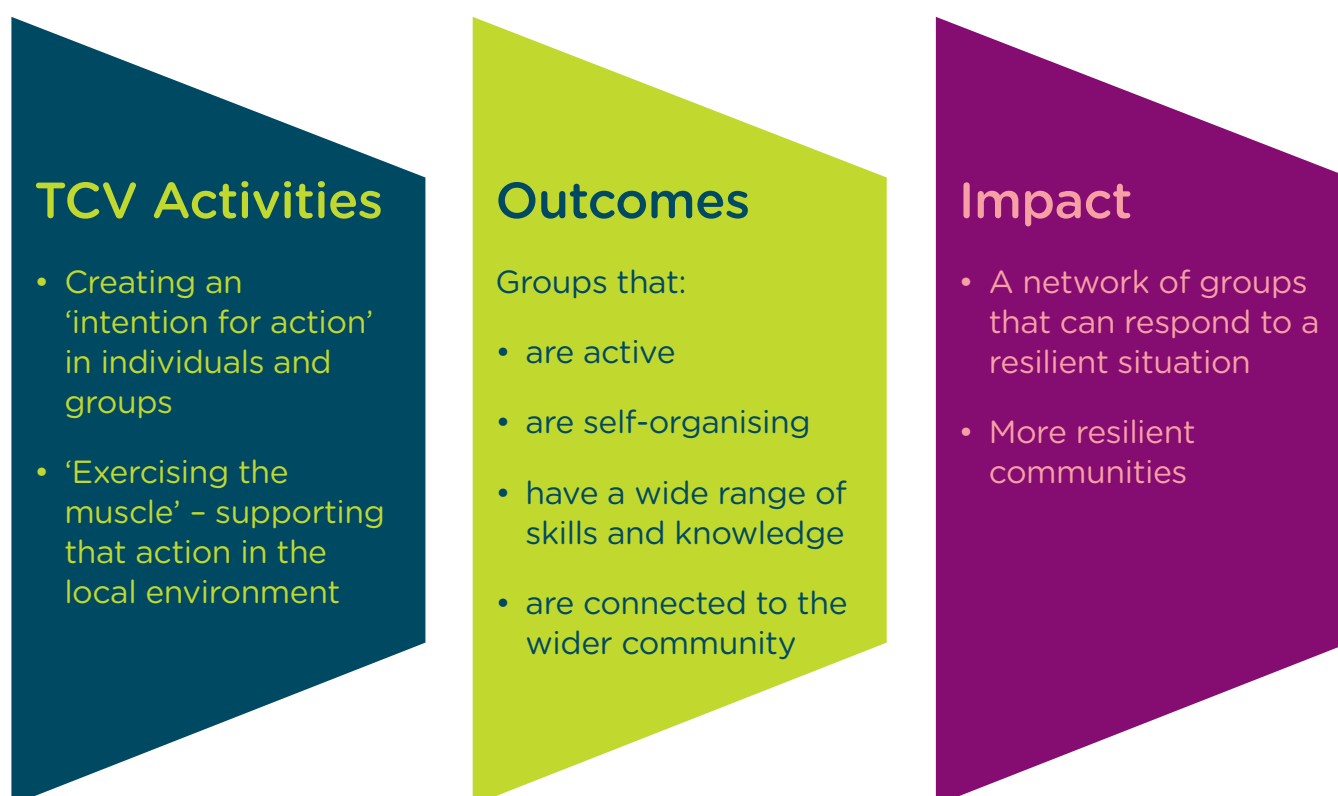 TCV Activities
• Creating an
‘intention for action’
in individuals and
groups
• ‘Exercising the
muscle’ – supporting
that action in the
local environment
Outcomes
Groups that:
• are active
• are self-organising
• have a wide range of
skills and knowledge
• are connected to the
wider community
Impact
• A network of groups
that can respond to a
resilient situation
• More resilient
communities